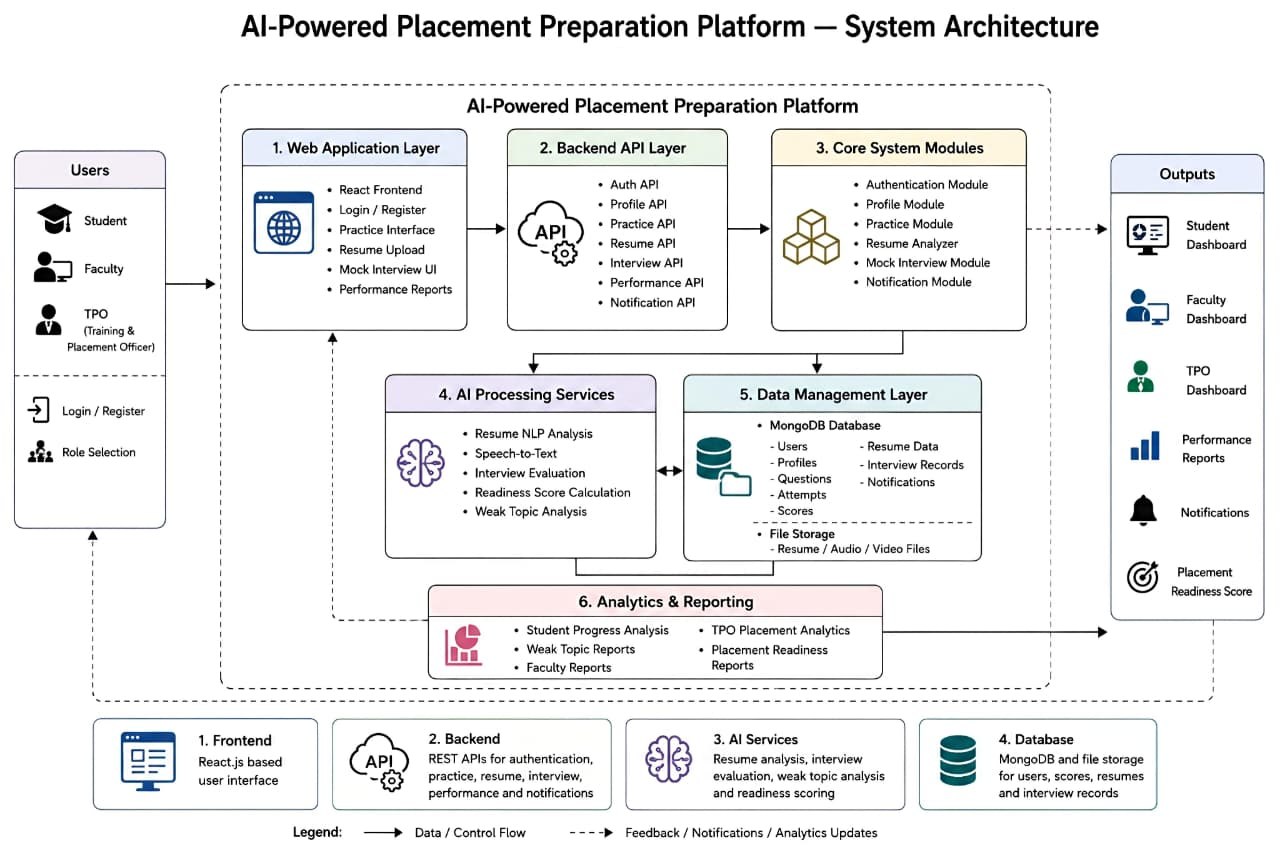 AI-Powered Placement Preparation Platform — System Architecture
AI-Powered Placement Preparation Platform
Users
Student
Faculty
TPO
(Training &
Placement Officer)
Login / Register
Role Selection
1. Web Application Layer
• React Frontend
• Login / Register
• Practice Interface
• Resume Upload
• Mock Interview UI
• Performance Reports
2. Backend API Layer
API
• Auth API
• Profile API
• Practice API
• Resume API
• Interview API
• Performance API
• Notification API
3. Core System Modules
• Authentication Module
• Profile Module
• Practice Module
• Resume Analyzer
• Mock Interview Module
• Notification Module
4. AI Processing Services
• Resume NLP Analysis
• Speech-to-Text
• Interview Evaluation
• Readiness Score Calculation
• Weak Topic Analysis
5. Data Management Layer
• MongoDB Database
- Users
- Profiles
- Questions
- Attempts
- Scores
- Resume Data
- Interview Records
- Notifications
• File Storage
- Resume / Audio / Video Files
6. Analytics & Reporting
• Student Progress Analysis
• Weak Topic Reports
• Faculty Reports
• TPO Placement Analytics
• Placement Readiness
Reports
Outputs
Student
Dashboard
Faculty
Dashboard
TPO
Dashboard
Performance
Reports
Notifications
Placement
Readiness Score
1. Frontend
React.js based
user interface
API
2. Backend
REST APIs for authentication,
practice, resume, interview,
performance and notifications
3. AI Services
Resume analysis, interview
evaluation, weak topic analysis
and readiness scoring
4. Database
MongoDB and file storage
for users, scores, resumes
and interview records
Legend:
Data / Control Flow
Feedback / Notifications / Analytics Updates